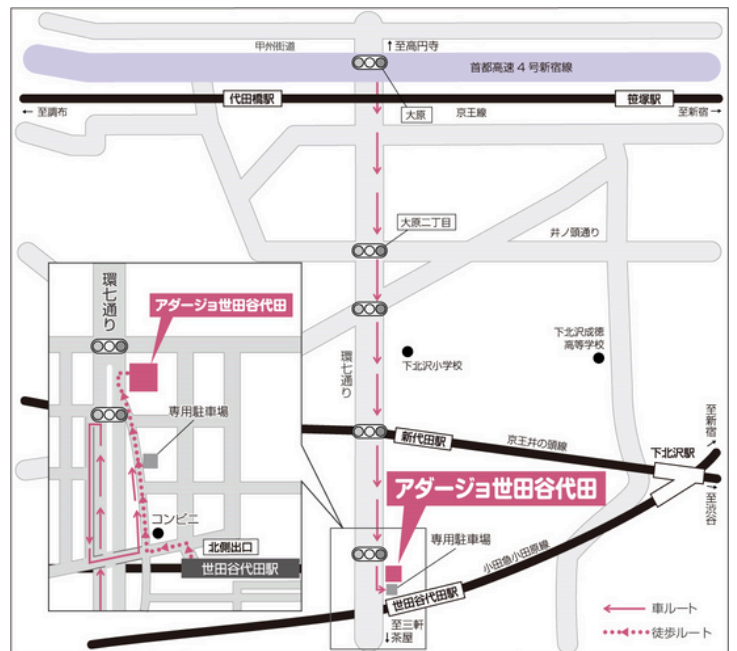 甲州街道
↑至高円寺
首都高速4号新宿線
代田橋駅
笹塚駅
←至調布
大原
京王線
至新宿→
大原二丁目
井ノ頭通り
環七通り
アダージョ世田谷代田
専用駐車場
コンビニ
北側出口
世田谷代田駅
環七通り
下北沢小学校
下北沢成徳
高等学校
新代田駅
京王井の頭線
下北沢駅
至新宿
→至渋谷
アダージョ世田谷代田
専用駐車場
小田急小田原線
世田谷代田駅
至三軒
↓茶屋
車ルート
徒歩ルート